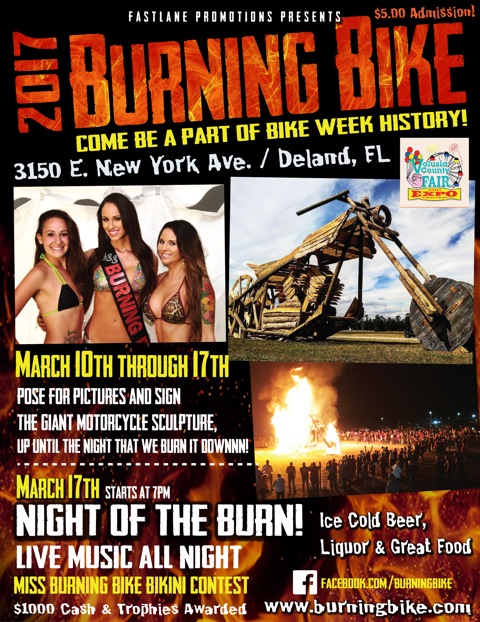 FASTLANE PROMOTIONS PRESENTS
$5.00 Admission!
2017 BURNING BIKE
COME BE A PART OF BIKE WEEK HISTORY!
3150 E. New York Ave. / Deland, FL
Volusia
County
FAIR
EXPO
BURNING
MARCH 10TH THROUGH 17TH
POSE FOR PICTURES AND SIGN
THE GIANT MOTORCYCLE SCULPTURE,
UP UNTIL THE NIGHT THAT WE BURN IT DOWNNN!
MARCH 17TH STARTS AT 7PM
NIGHT OF THE BURN!
LIVE MUSIC ALL NIGHT
MISS BURNING BIKE BIKINI CONTEST
$1000 Cash & Trophies Awarded
Ice Cold Beer,
Liquor & Great Food
f FACEBOOK.COM/BURNINGBIKE
www.burningbike.com